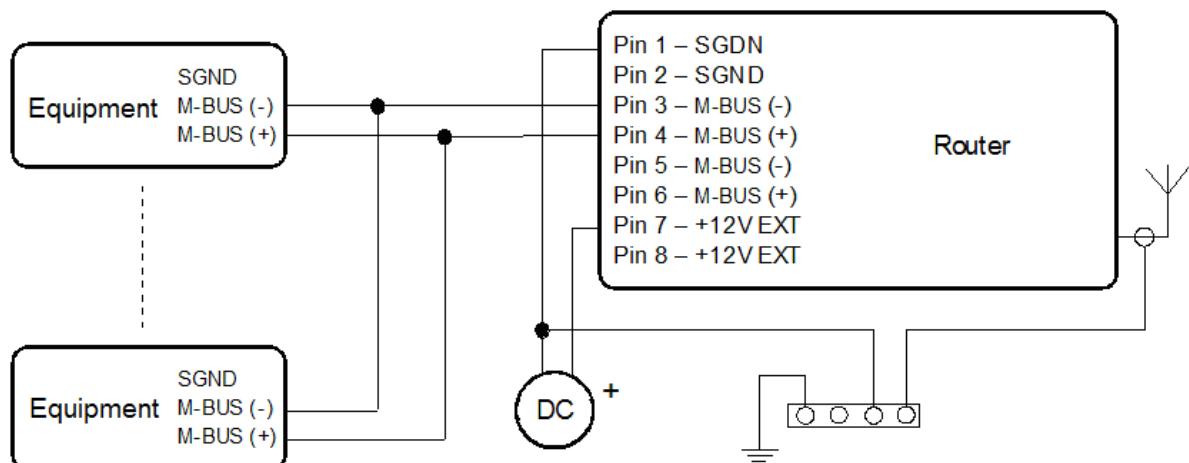 SGND
Equipment
M-BUS (-)
M-BUS (+)
Pin 1 – SGDN
Pin 2 – SGND
Pin 3 – M-BUS (-)
Pin 4 – M-BUS (+)
Pin 5 – M-BUS (-)
Pin 6 – M-BUS (+)
Pin 7 – +12V EXT
Pin 8 – +12V EXT
Router
SGND
Equipment
M-BUS (-)
M-BUS (+)
DC
+